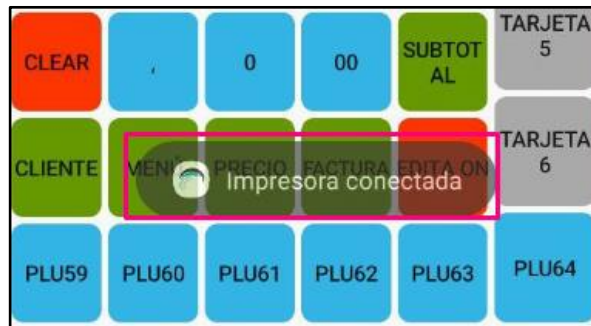 TARJETA
5
CLEAR
,
0
00
SUBTOT
AL
TARJETA
6
CLIENTE
MENÚ
PRECIO
FACTURA
EDITA ON
Impresora conectada
PLU59
PLU60
PLU61
PLU62
PLU63
PLU64